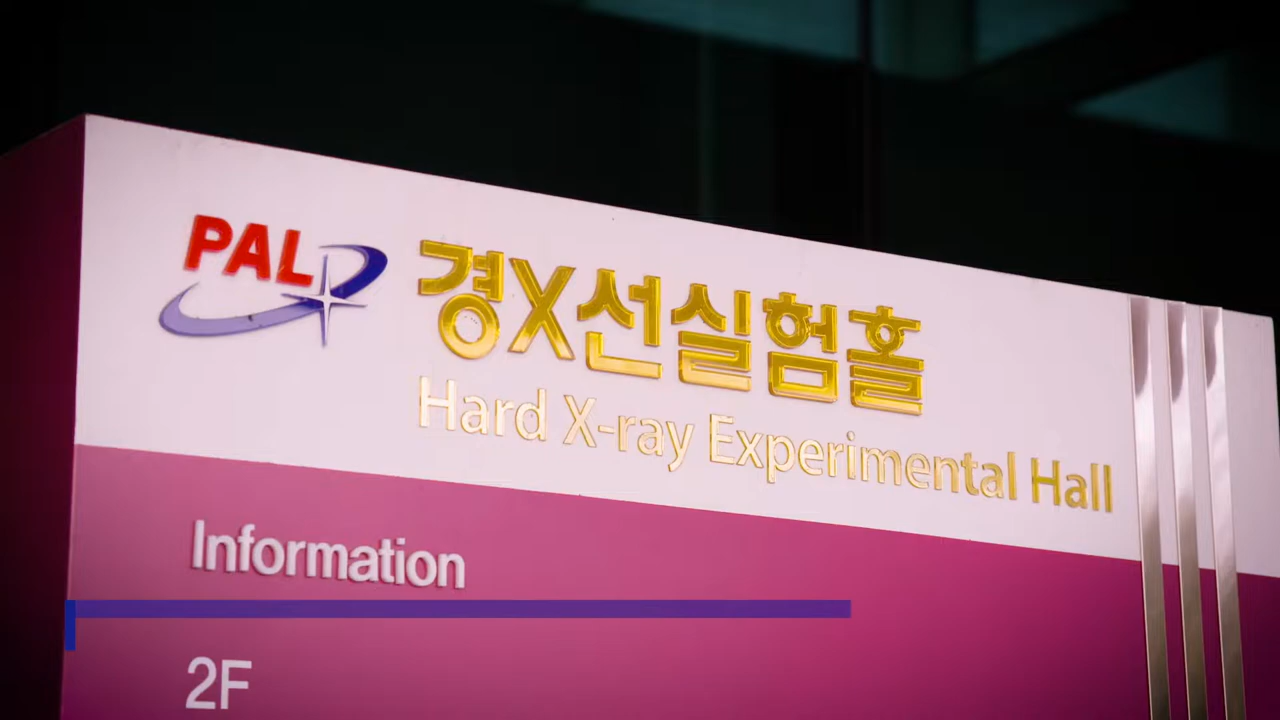 PAL
경X선실험홀
Hard X-ray Experimental Hall
Information
2F